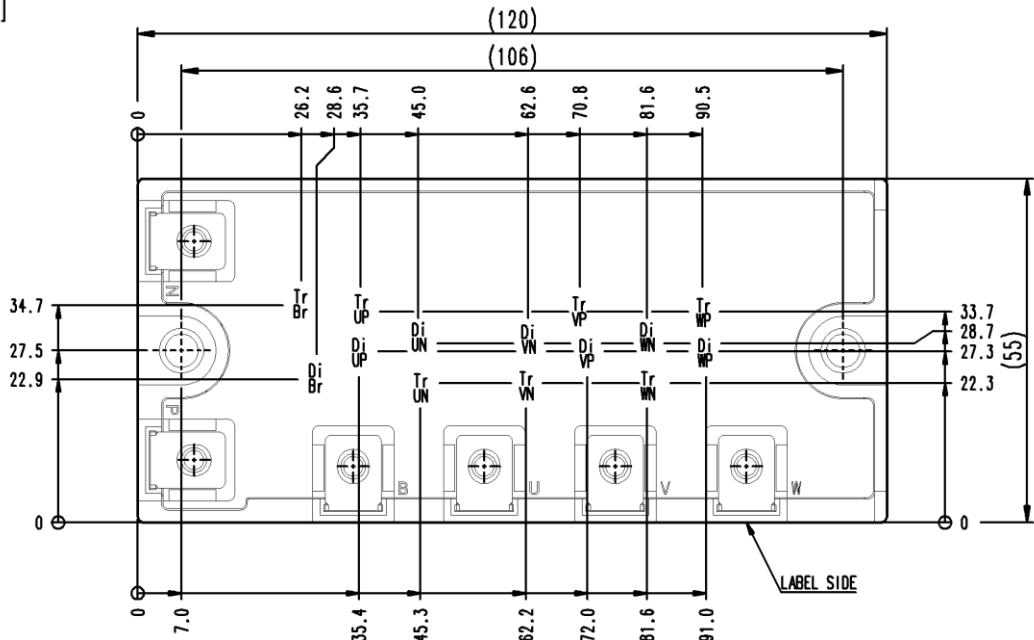 ]
(120)
(106)
0
26.2
28.6
35.7
45.0
62.6
70.8
81.6
90.5
N
34.7
27.5
22.9
0
Tr
Br
Tr
UP
Di
UN
Di
VN
Tr
VP
Di
WN
Tr
WP
Di
UP
Di
VP
Di
WP
Di
Br
Tr
UN
Tr
VN
Tr
WN
33.7
28.7
27.3
22.3
0
(55)
P
B
U
V
W
LABEL SIDE
0
7.0
35.4
45.3
62.2
72.0
81.6
91.0